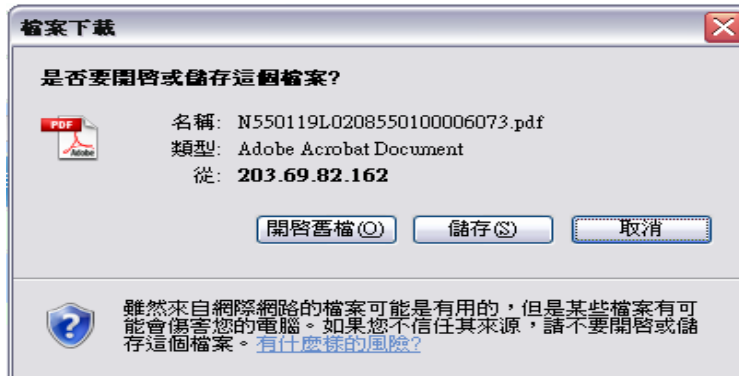 檔案下載
是否要開啓或儲存這個檔案?
PDF
Adobe
名稱: N550119L0208550100006073.pdf
類型: Adobe Acrobat Document
從: 203.69.82.162
開啓舊檔(O) 儲存(S) 取消
雖然來自網際網路的檔案可能是有用的，但是某些檔案有可
能會傷害您的電腦。如果您不信任其來源，請不要開啓或儲
存這個檔案。有什麼樣的風險?